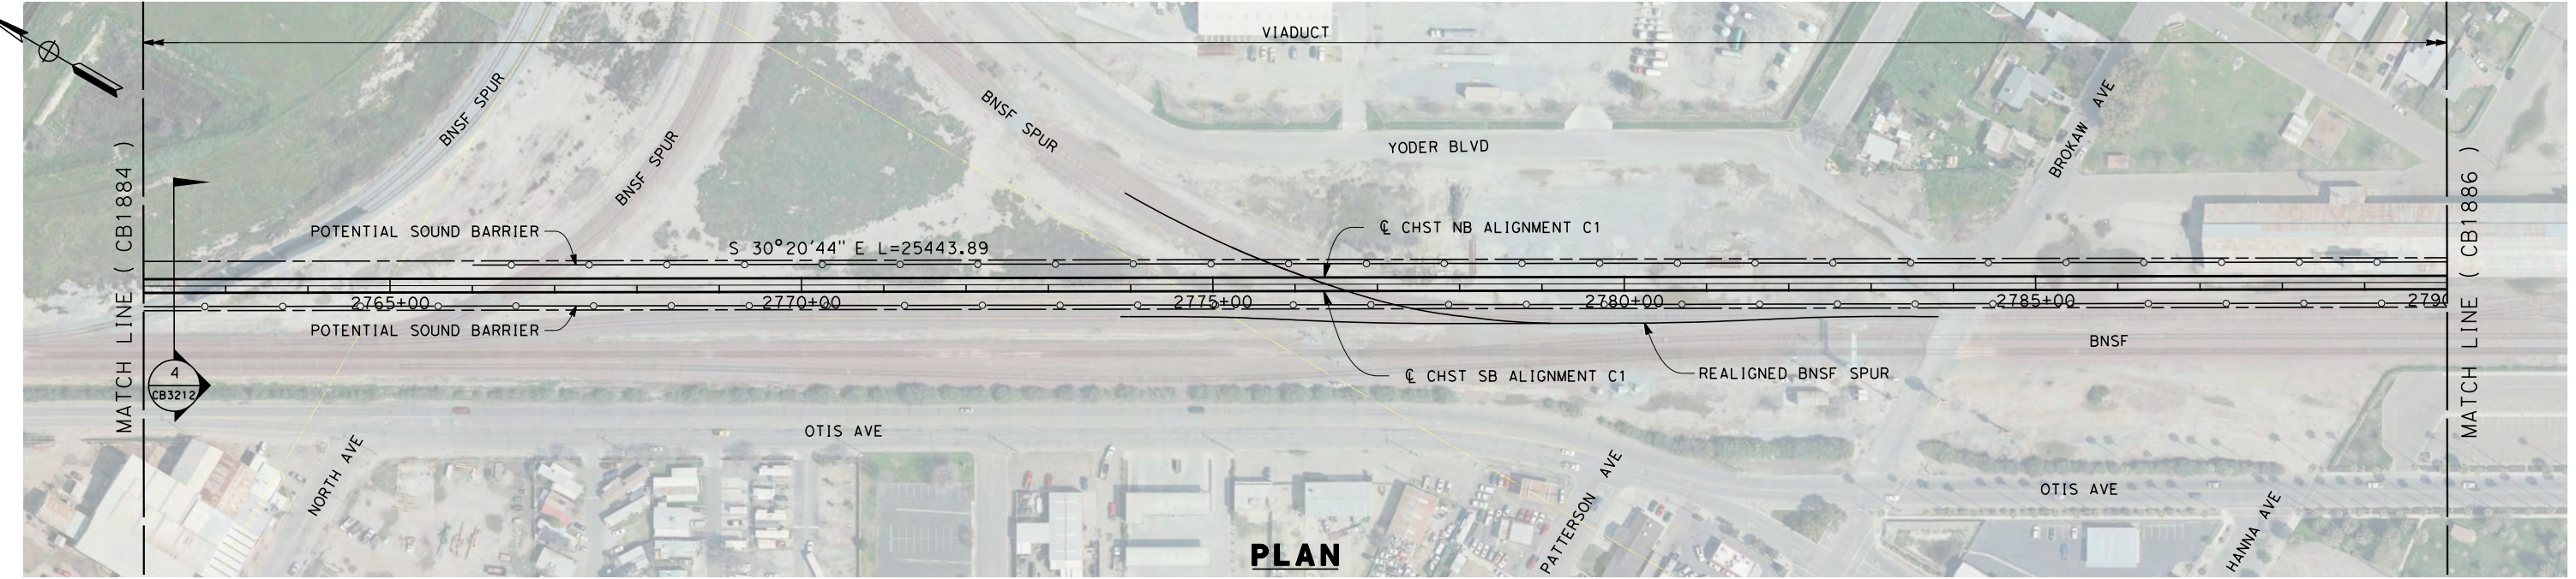 VIADUCT
BNSF SPUR
BNSF SPUR
BNSF SPUR
YODER BLVD
BROKAW AVE
MATCH LINE ( CB1884 )
MATCH LINE ( CB1886 )
POTENTIAL SOUND BARRIER
S 30°20'44" E L=25443.89
℄ CHST NB ALIGNMENT C1
2765+00
2770+00
2775+00
2780+00
2785+00
2790
POTENTIAL SOUND BARRIER
BNSF
4
CB3212
℄ CHST SB ALIGNMENT C1
REALIGNED BNSF SPUR
OTIS AVE
NORTH AVE
PATTERSON AVE
OTIS AVE
HANNA AVE
PLAN